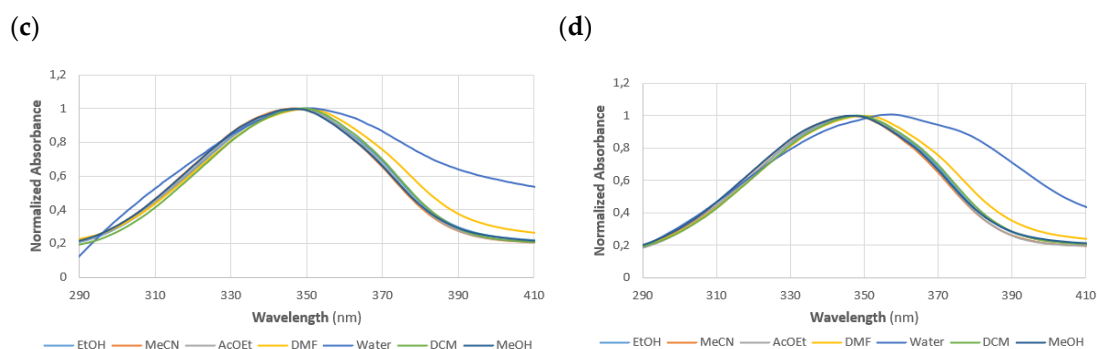 (c)
1,2
1
0,8
0,6
0,4
0,2
0
Normalized Absorbance
290 310 330 350 370 390 410
Wavelength (nm)
EtOH MeCN AcOEt DMF Water DCM MeOH
(d)
1,2
1
0,8
0,6
0,4
0,2
0
Normalized Absorbance
290 310 330 350 370 390 410
Wavelength (nm)
EtOH MeCN AcOEt DMF Water DCM MeOH